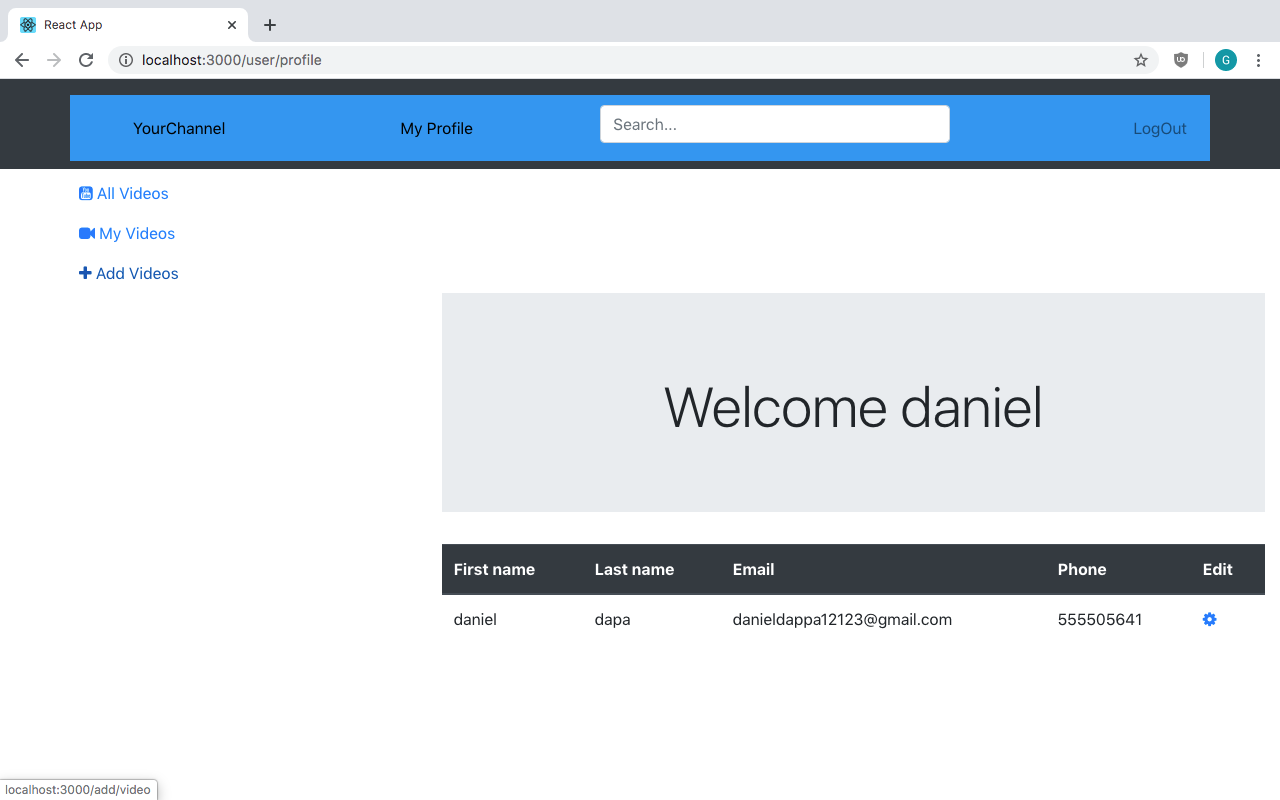 React App
localhost:3000/user/profile
G
YourChannel My Profile Search... LogOut
All Videos
My Videos
Add Videos
Welcome daniel
First name Last name Email Phone Edit
daniel dapa danieldappa12123@gmail.com 555505641
localhost:3000/add/video